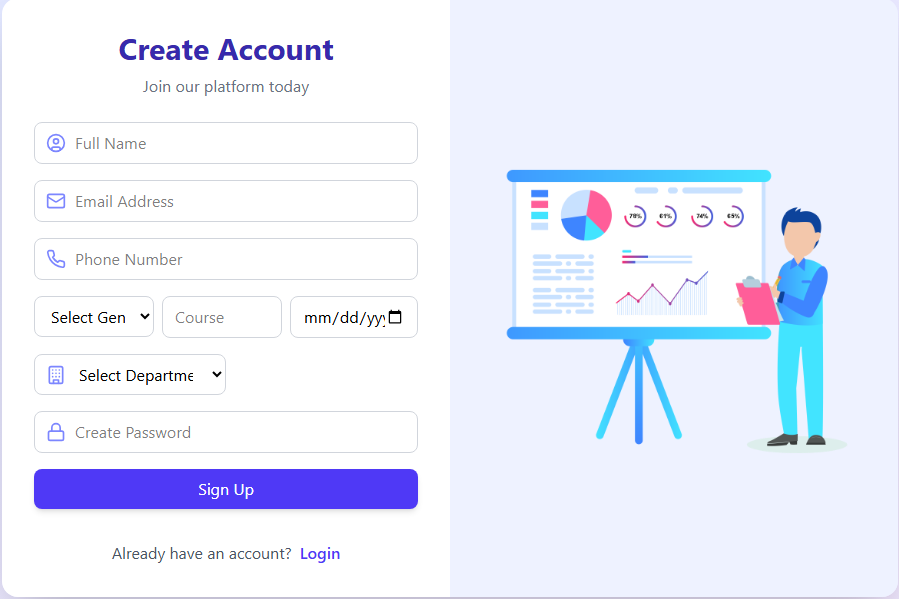 Create Account
Join our platform today
Full Name
Email Address
Phone Number
Select Gen
Course
mm/dd/yyy
Select Departme
Create Password
Sign Up
Already have an account? Login
78% 61% 74% 65%